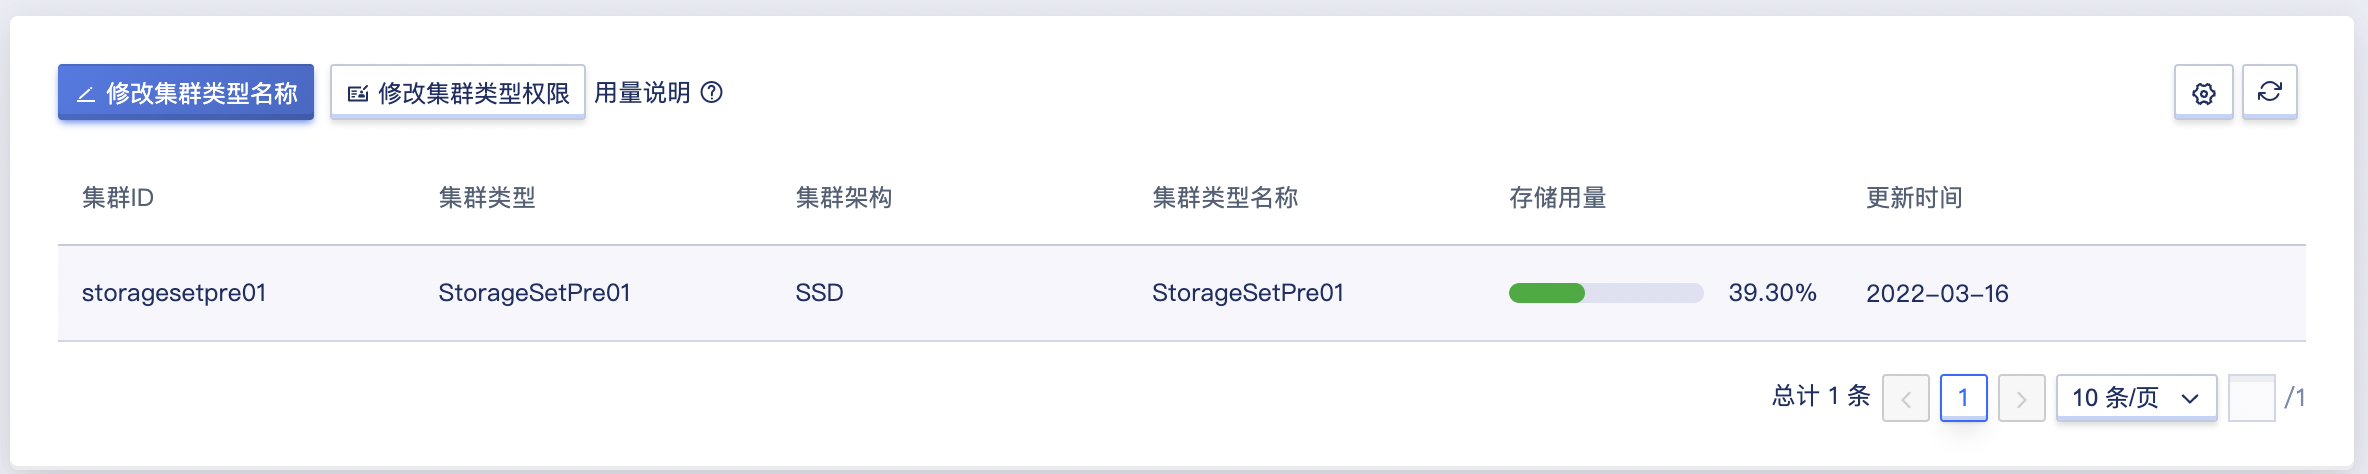 修改集群类型名称 修改集群类型权限 用量说明
集群ID 集群类型 集群架构 集群类型名称 存储用量 更新时间
storagesetpre01 StorageSetPre01 SSD StorageSetPre01 39.30% 2022-03-16
总计 1 条 1 10 条/页 /1